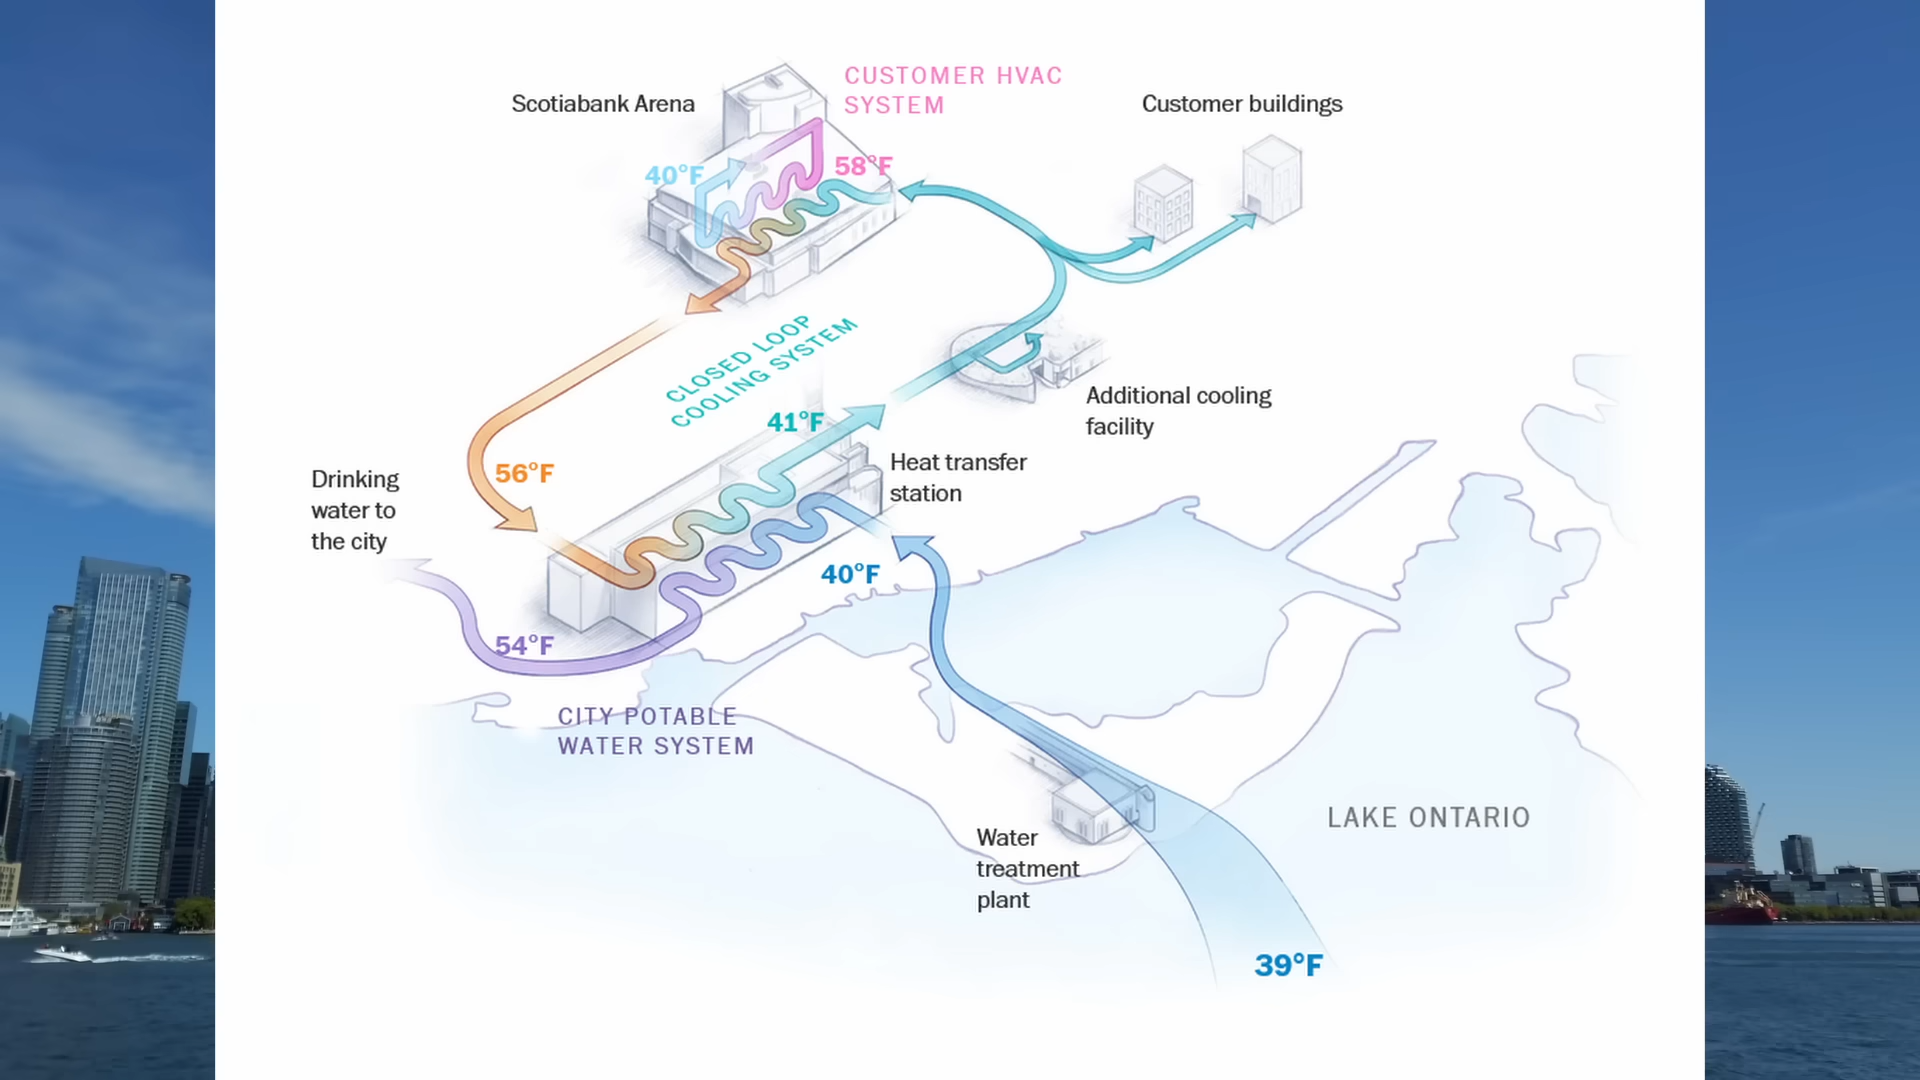 CUSTOMER HVAC
SYSTEM
Scotiabank Arena
Customer buildings
40°F
58°F
CLOSED LOOP
COOLING SYSTEM
Additional cooling
facility
41°F
Heat transfer
station
56°F
Drinking
water to
the city
40°F
54°F
CITY POTABLE
WATER SYSTEM
LAKE ONTARIO
Water
treatment
plant
39°F